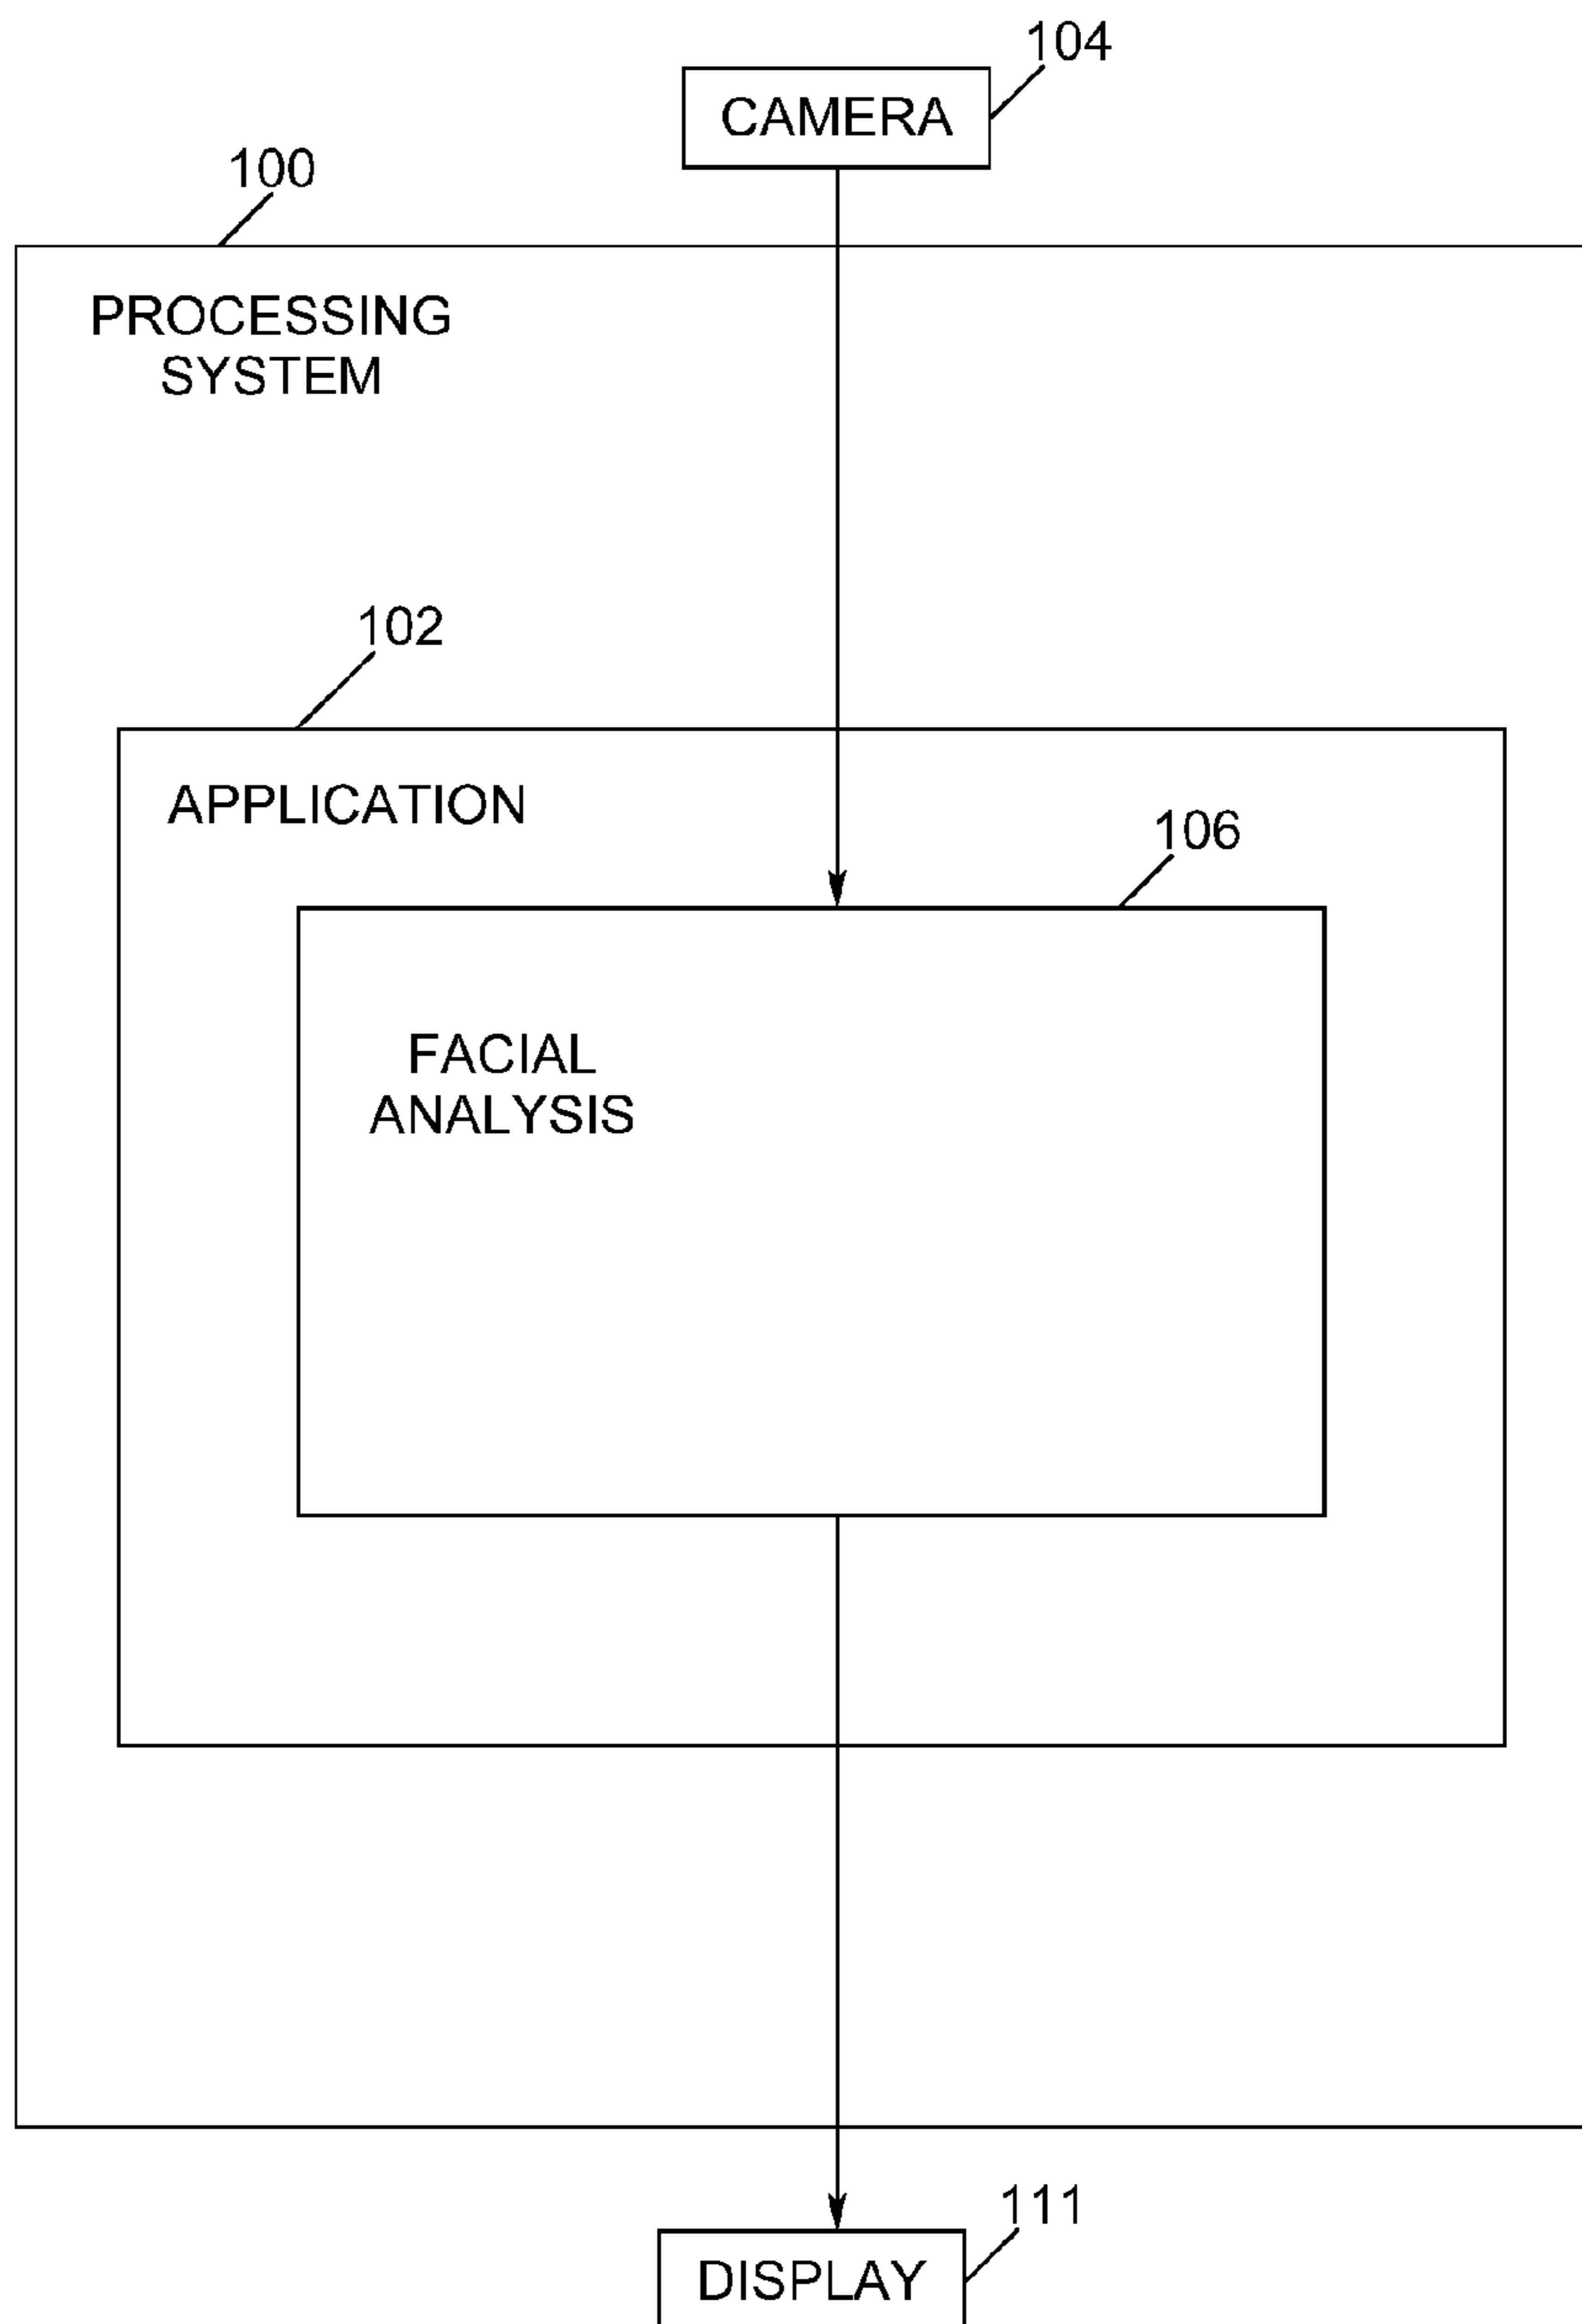 104
CAMERA
100
PROCESSING
SYSTEM
102
APPLICATION
106
FACIAL
ANALYSIS
111
DISPLAY